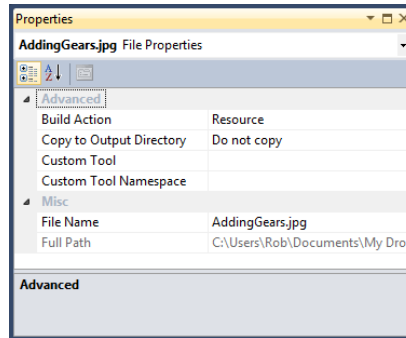 Properties
AddingGears.jpg File Properties
Advanced
Build Action Resource
Copy to Output Directory Do not copy
Custom Tool
Custom Tool Namespace
Misc
File Name AddingGears.jpg
Full Path C:\Users\Rob\Documents\My Dro
Advanced